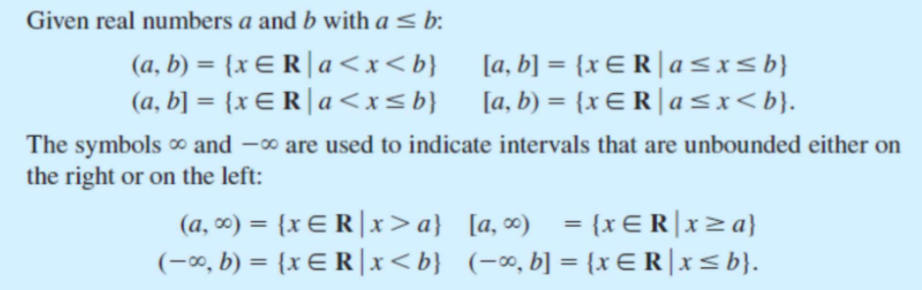 Given real numbers a and b with a ≤ b:
(a, b) = {x ∈ R | a < x < b} [a, b] = {x ∈ R | a ≤ x ≤ b}
(a, b] = {x ∈ R | a < x ≤ b} [a, b) = {x ∈ R | a ≤ x < b}.
The symbols ∞ and −∞ are used to indicate intervals that are unbounded either on
the right or on the left:
(a, ∞) = {x ∈ R | x > a} [a, ∞) = {x ∈ R | x ≥ a}
(−∞, b) = {x ∈ R | x < b} (−∞, b] = {x ∈ R | x ≤ b}.